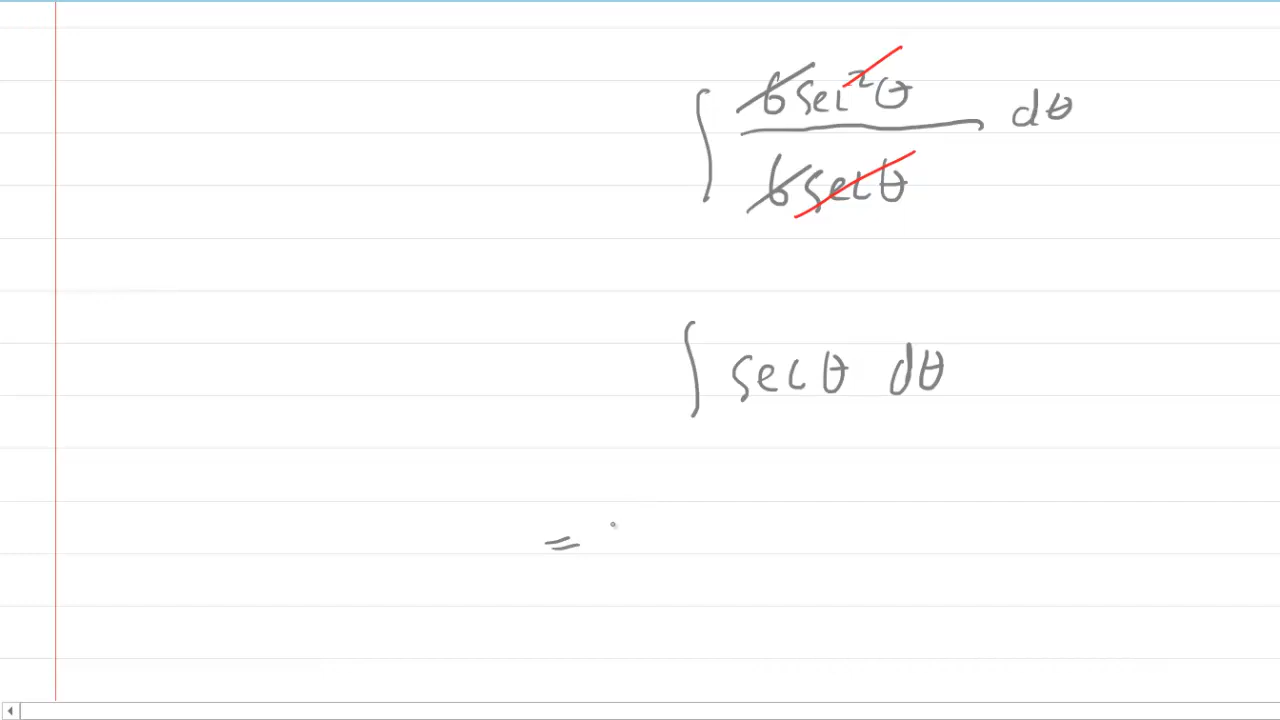 ∫ 6sec²θ / 6secθ dθ
∫ secθ dθ
=